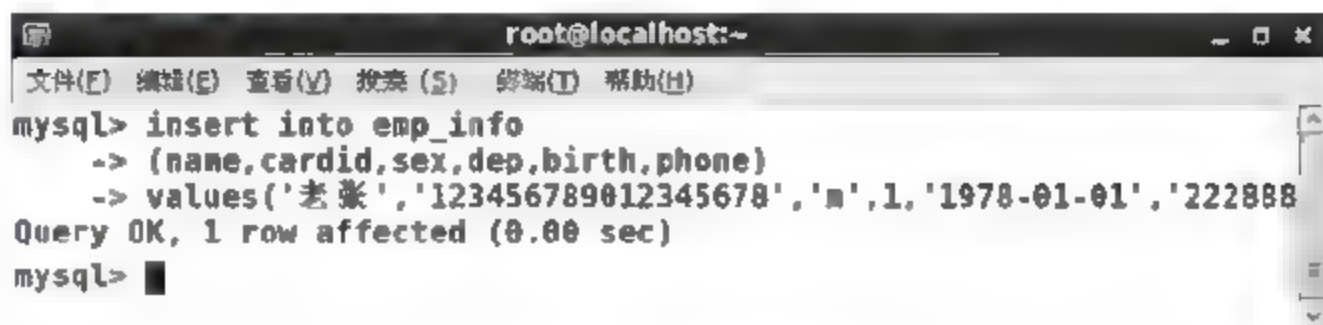 root@localhost:~
文件(F) 编辑(E) 查看(V) 搜索 (S) 终端(T) 帮助(H)
mysql> insert into emp_info
-> (name,cardid,sex,dep,birth,phone)
-> values('老张','123456789012345678','m',1,'1978-01-01','222888
Query OK, 1 row affected (0.00 sec)
mysql>